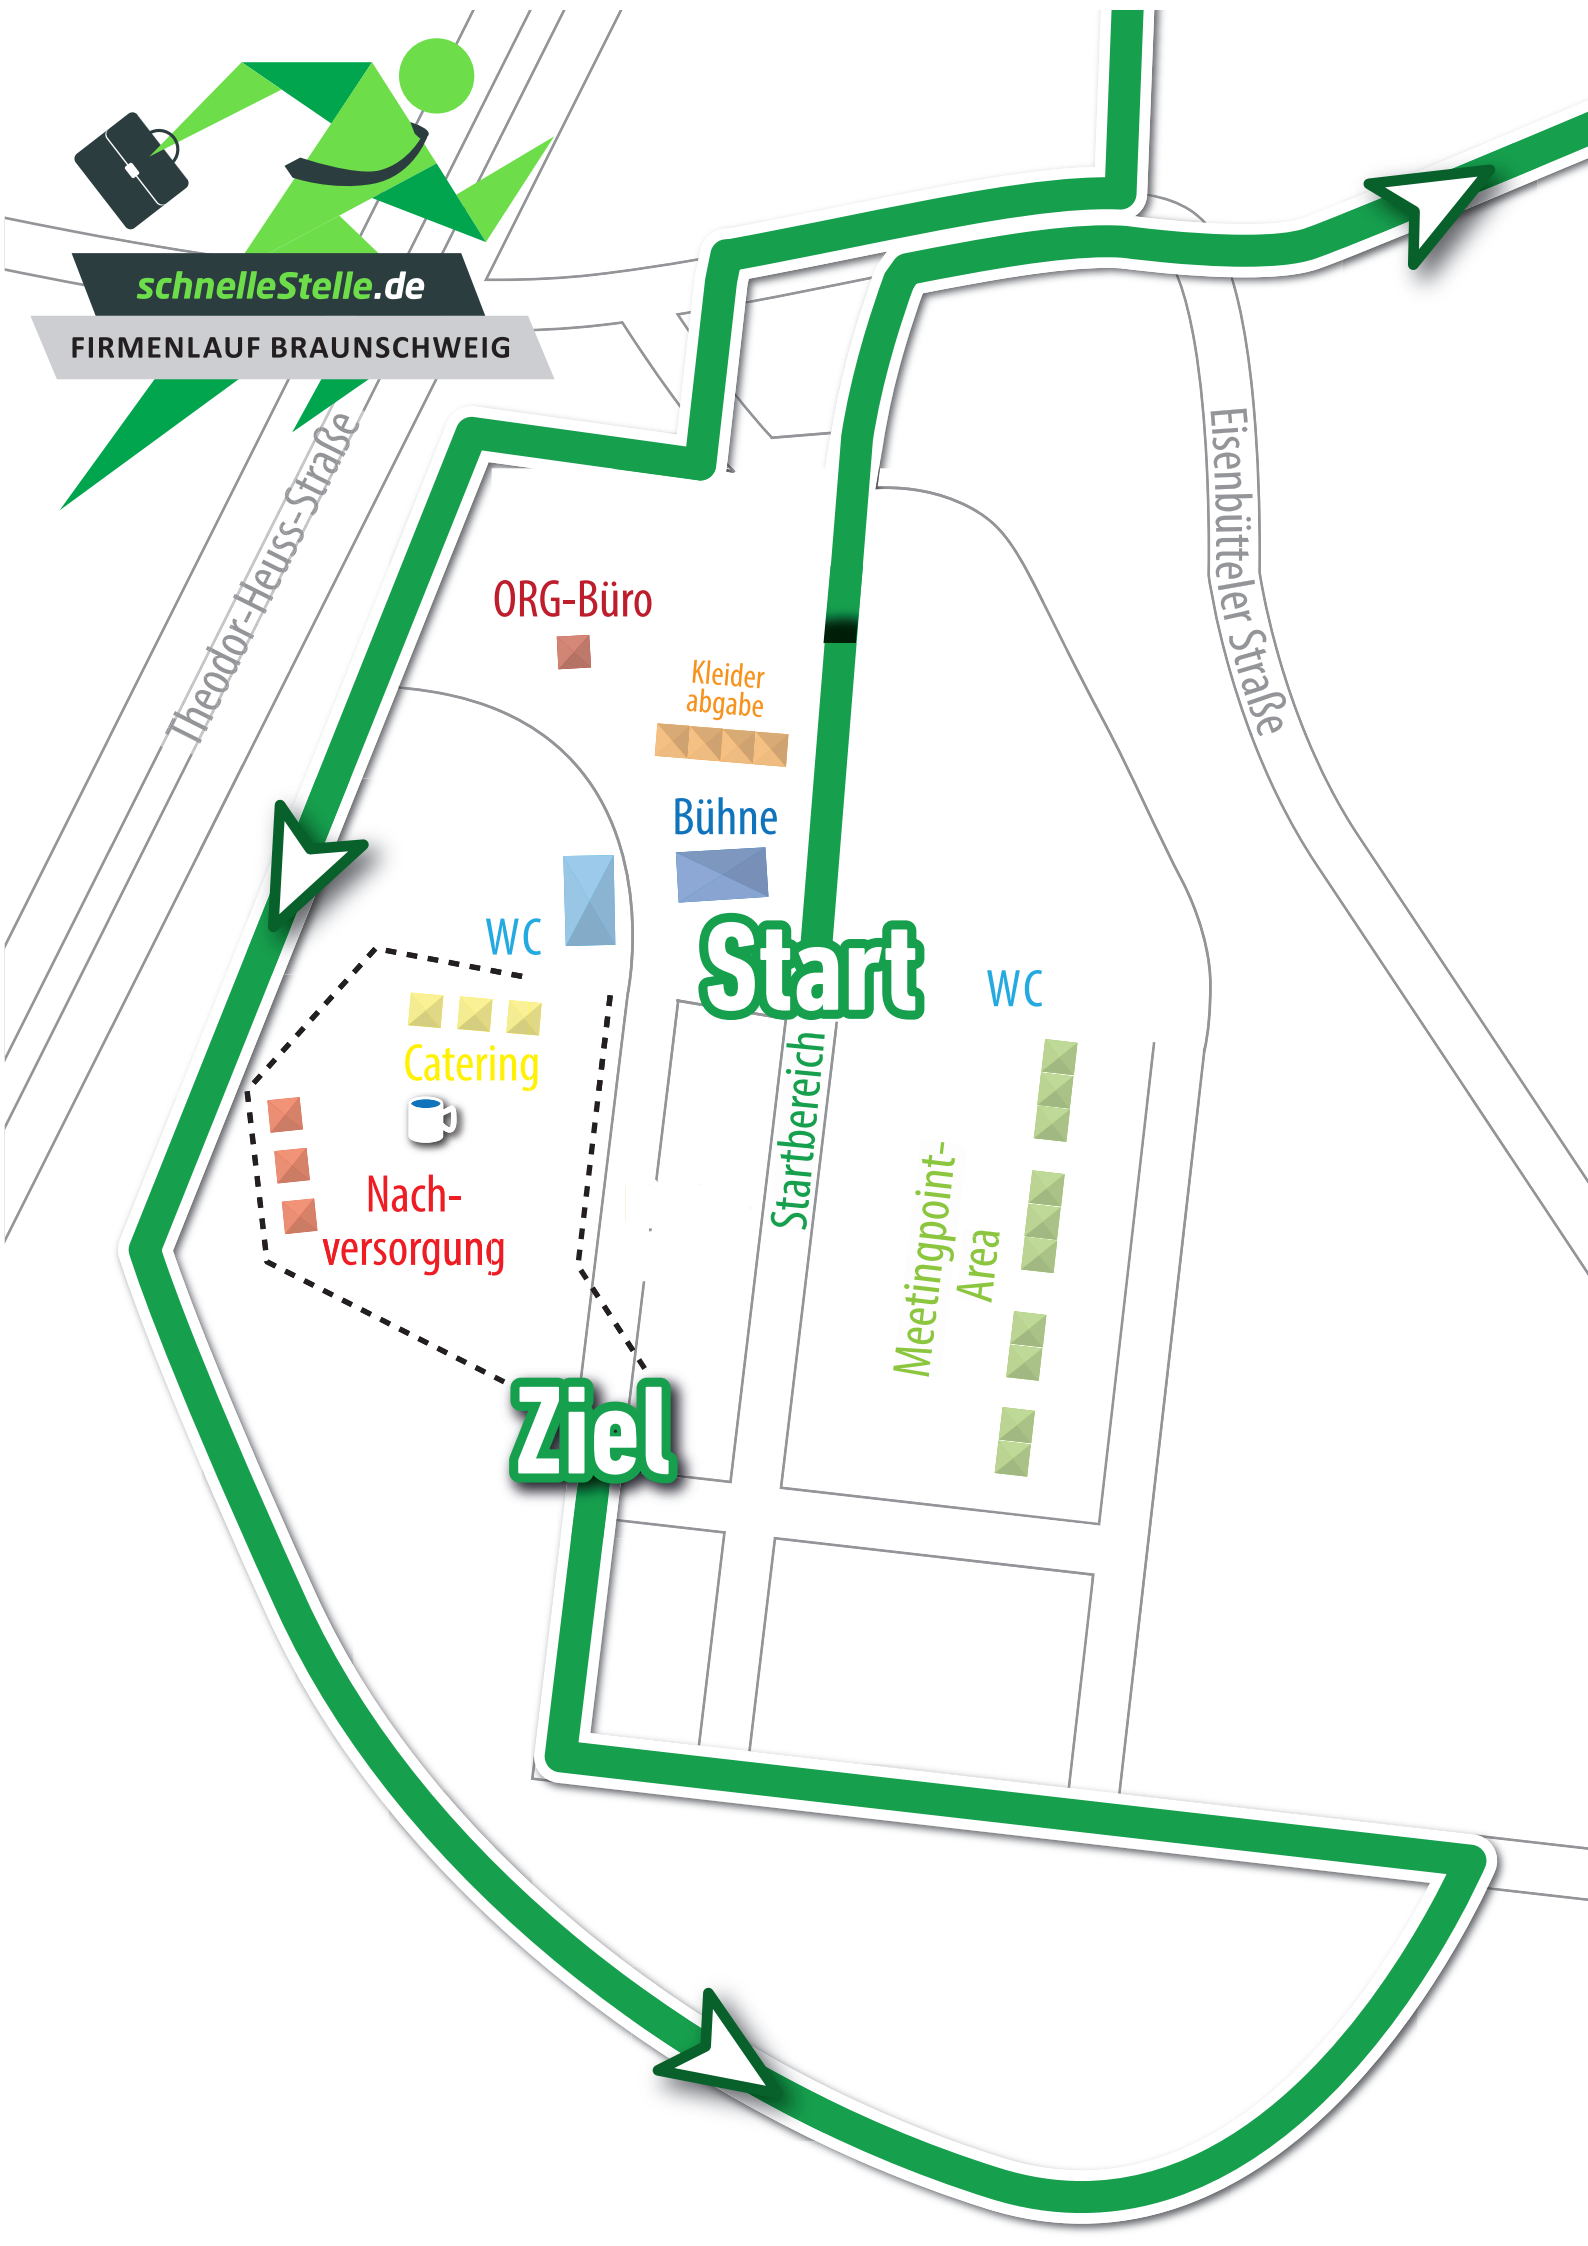 schnelleStelle.de
FIRMENLAUF BRAUNSCHWEIG
Theodor-Heuss-Straße
Eisenbütteler Straße
ORG-Büro
Kleider
abgabe
Bühne
WC
Start
WC
Catering
Startbereich
Nach-
versorgung
Meetingpoint-
Area
Ziel